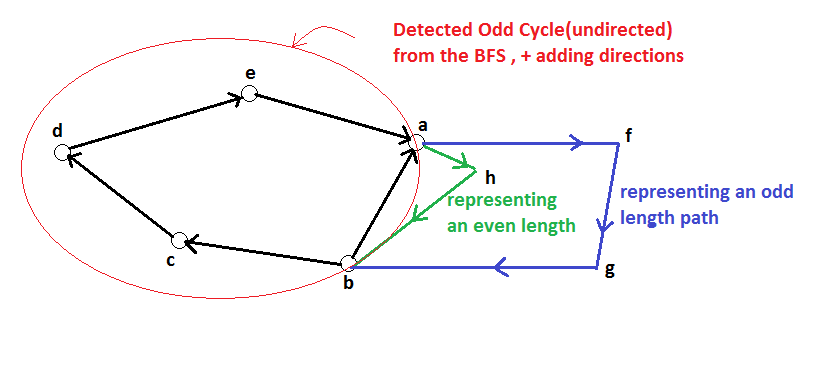 Detected Odd Cycle(undirected)
from the BFS , + adding directions
e
d
a
f
h
representing
an even length
representing an odd
length path
c
b
g